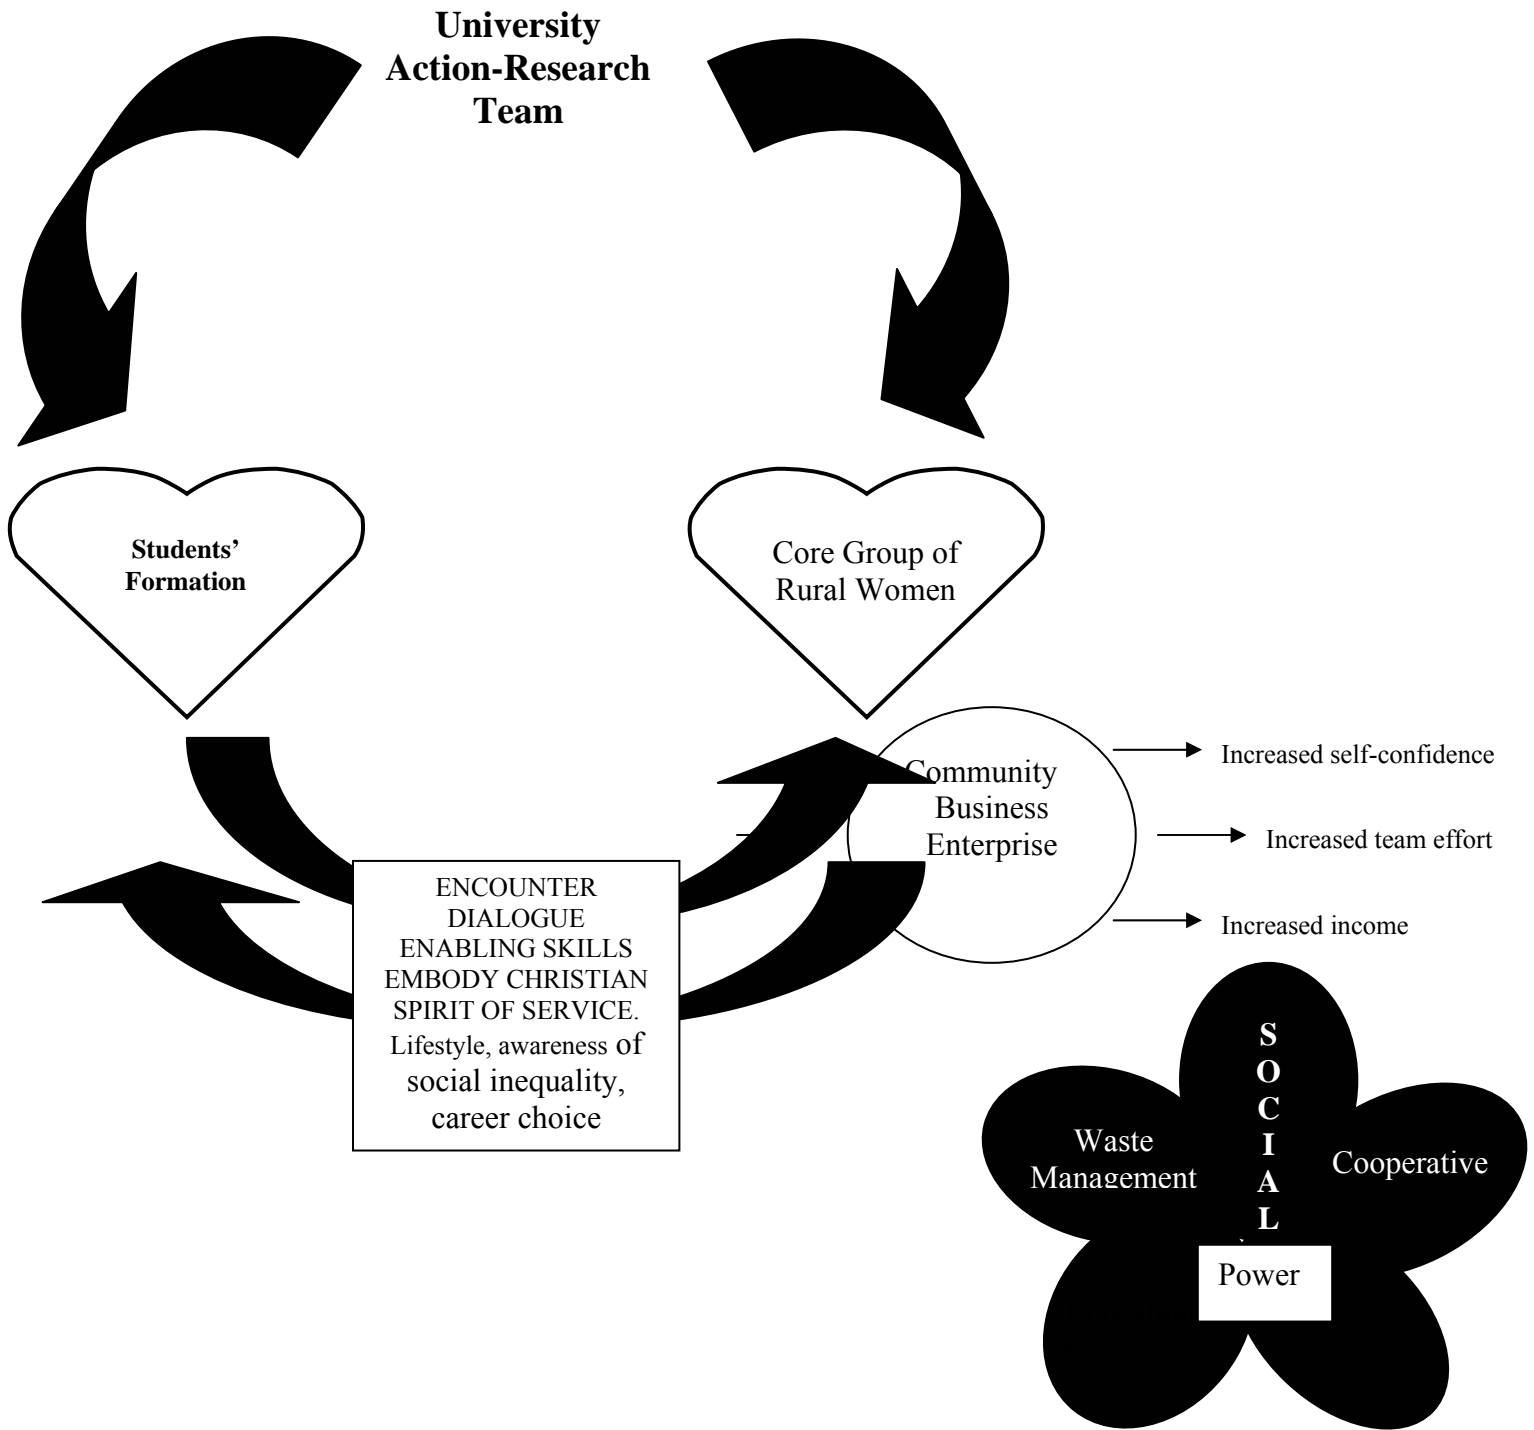 University
Action-Research
Team
Students’
Formation
Core Group of
Rural Women
Community
Business
Enterprise
Increased self-confidence
Increased team effort
Increased income
ENCOUNTER
DIALOGUE
ENABLING SKILLS
EMBODY CHRISTIAN
SPIRIT OF SERVICE.
Lifestyle, awareness of
social inequality,
career choice
S
O
C
I
A
L
Waste
Management
Cooperative
Power